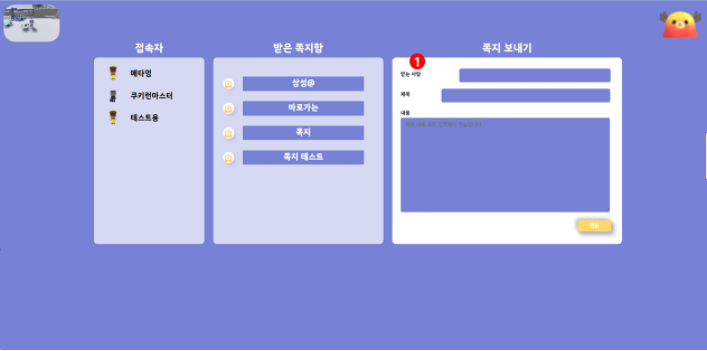 접속자
메타멍
쿠키런마스터
테스트용
받은 쪽지함
삼성@
바로가는
쪽지
쪽지 테스트
쪽지 보내기
1
받는 사람
제목
내용
전송